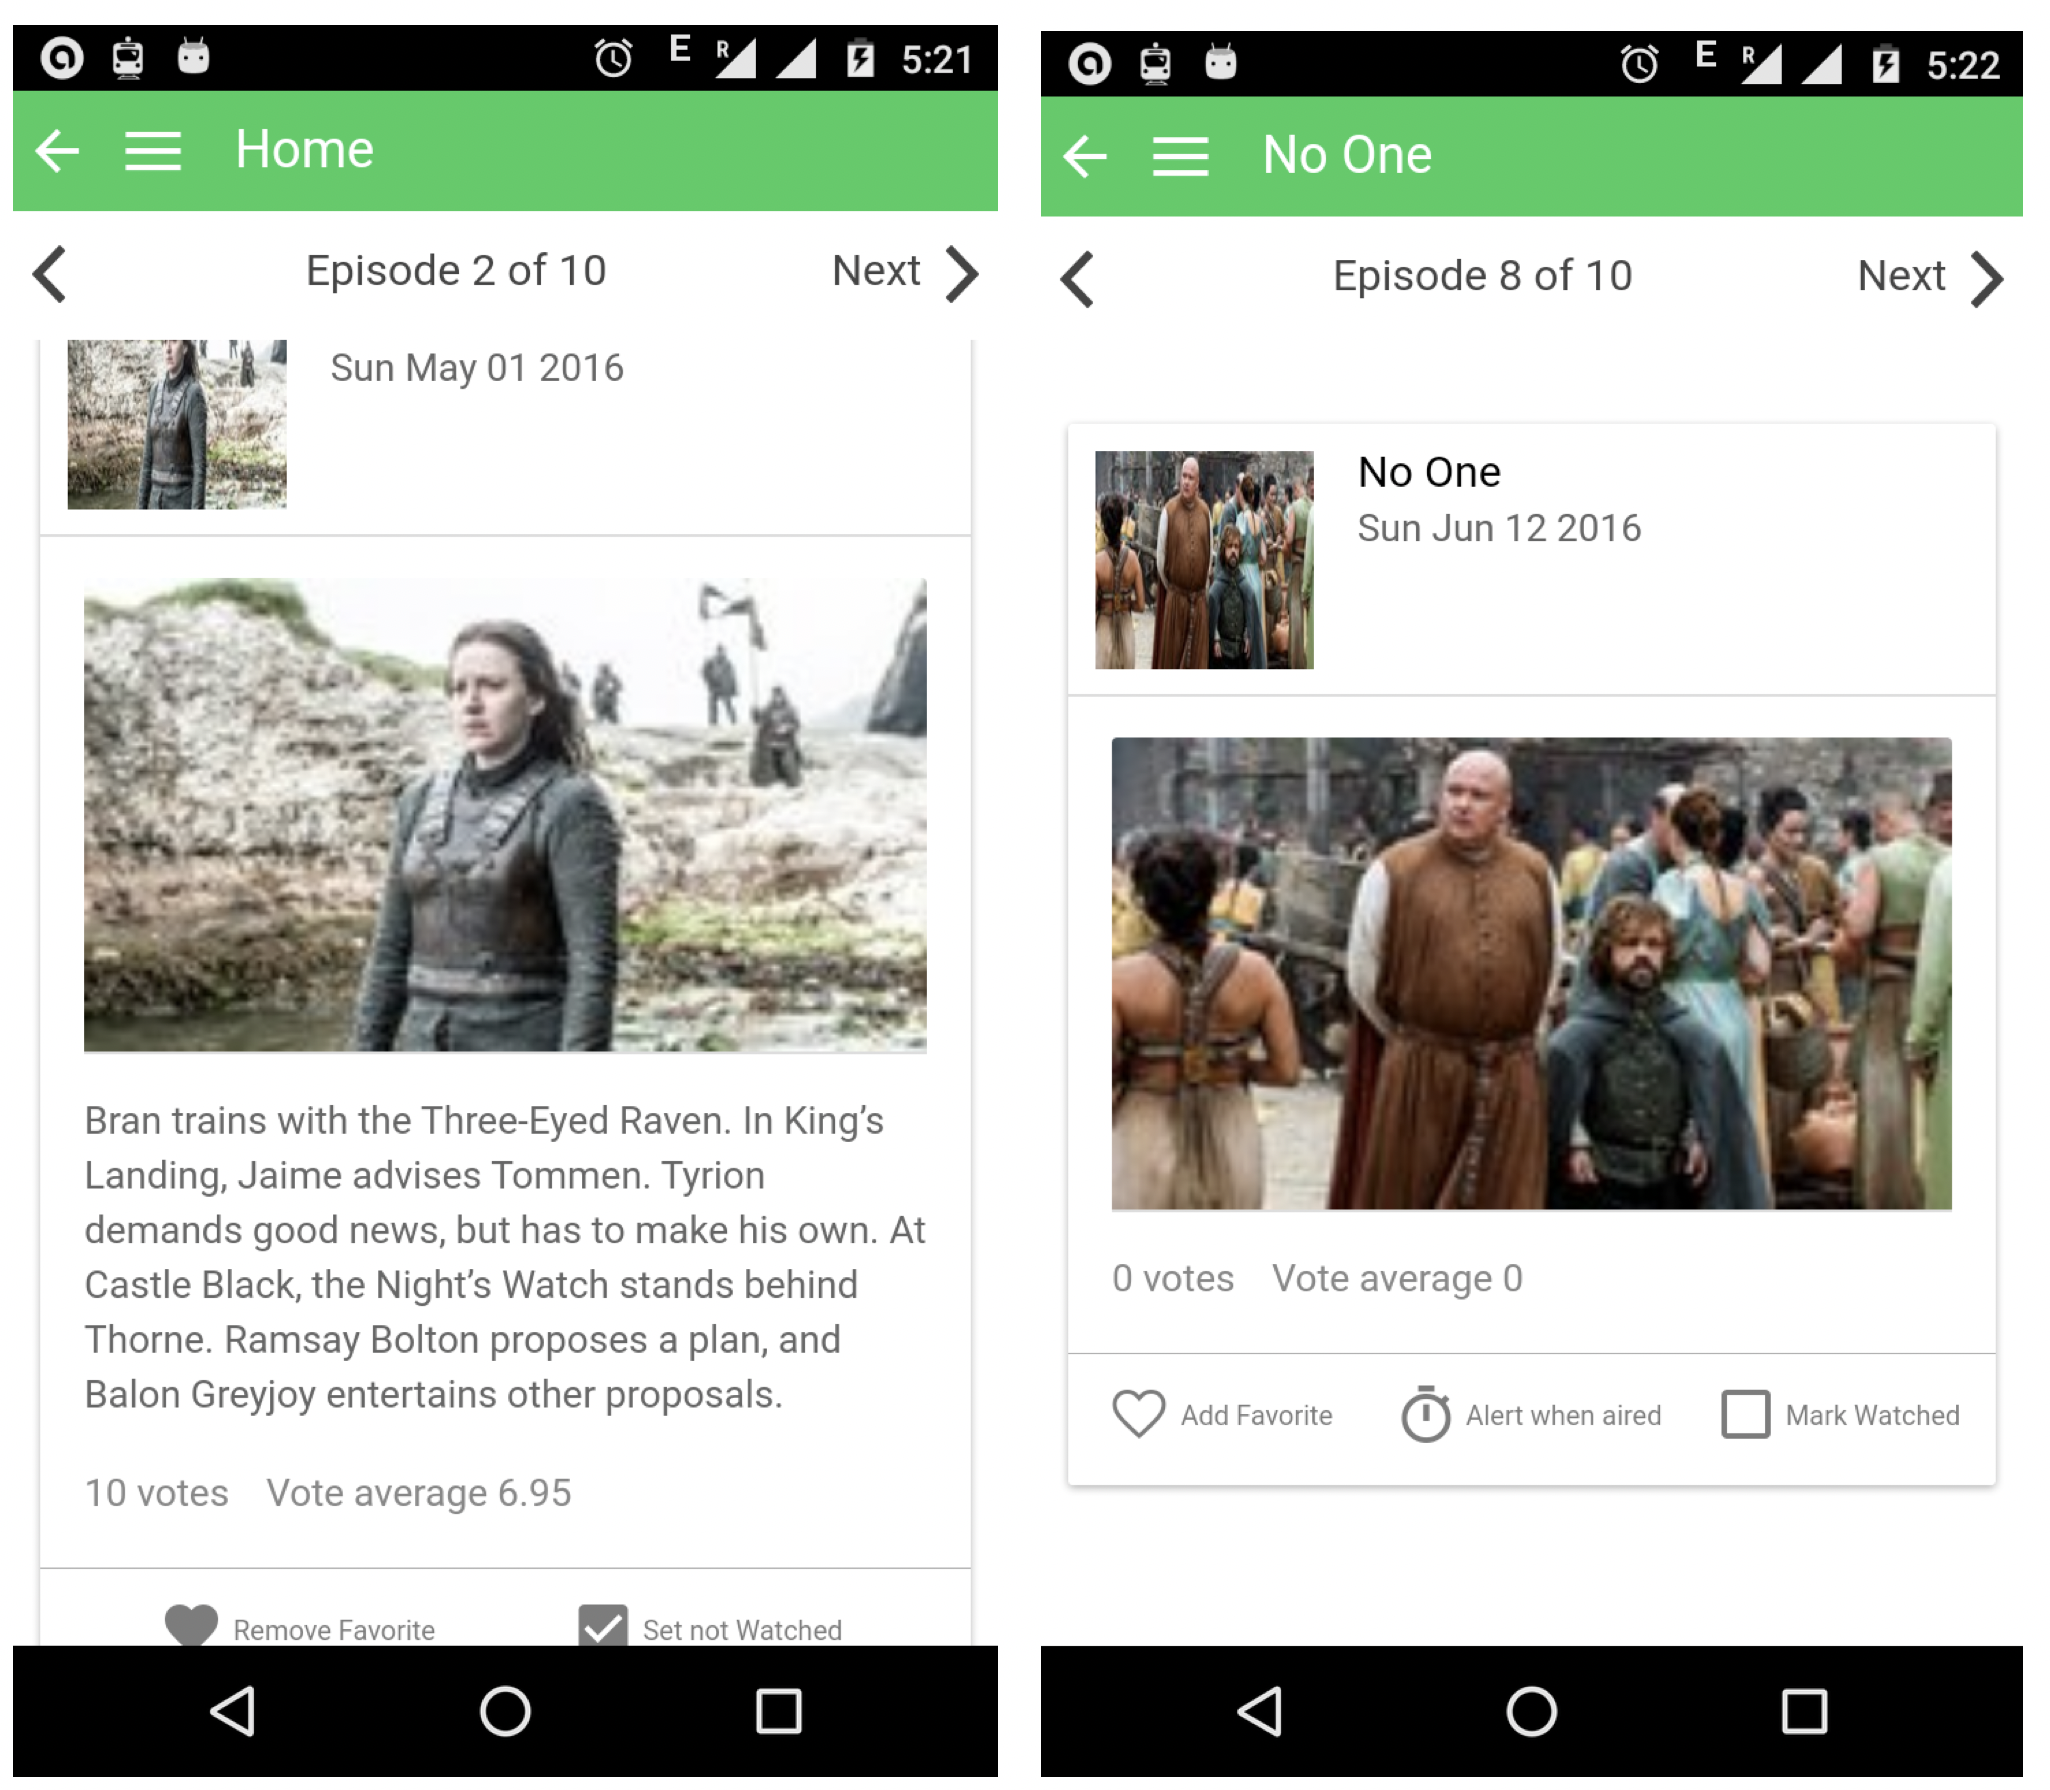 E R 5:21
Home
Episode 2 of 10 Next
Sun May 01 2016
Bran trains with the Three-Eyed Raven. In King’s
Landing, Jaime advises Tommen. Tyrion
demands good news, but has to make his own. At
Castle Black, the Night’s Watch stands behind
Thorne. Ramsay Bolton proposes a plan, and
Balon Greyjoy entertains other proposals.
10 votes Vote average 6.95
Remove Favorite Set not Watched
E R 5:22
No One
Episode 8 of 10 Next
No One
Sun Jun 12 2016
0 votes Vote average 0
Add Favorite Alert when aired Mark Watched